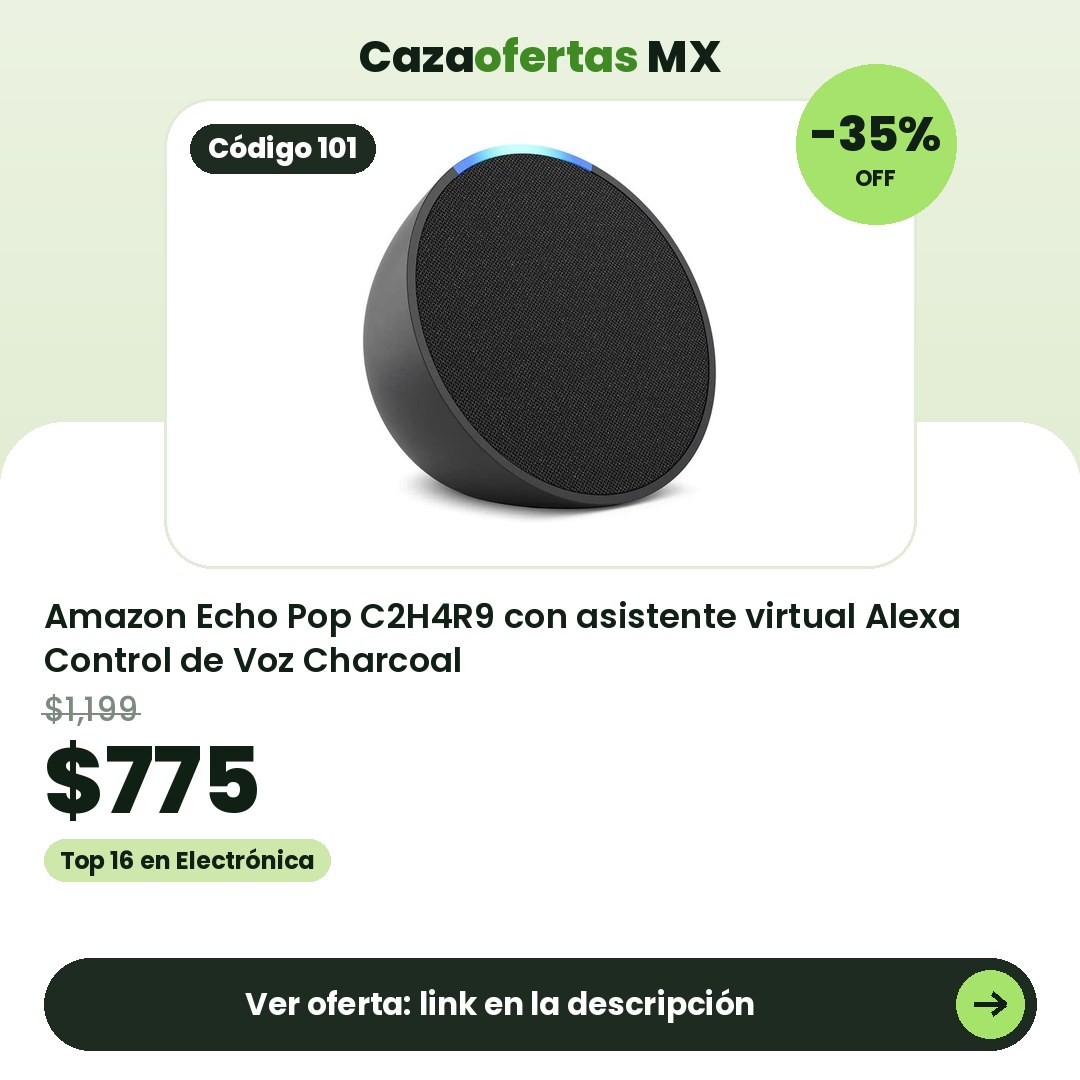 Cazaofertas MX
Código 101
-35%
OFF
Amazon Echo Pop C2H4R9 con asistente virtual Alexa
Control de Voz Charcoal
$1,199
$775
Top 16 en Electrónica
Ver oferta: link en la descripción